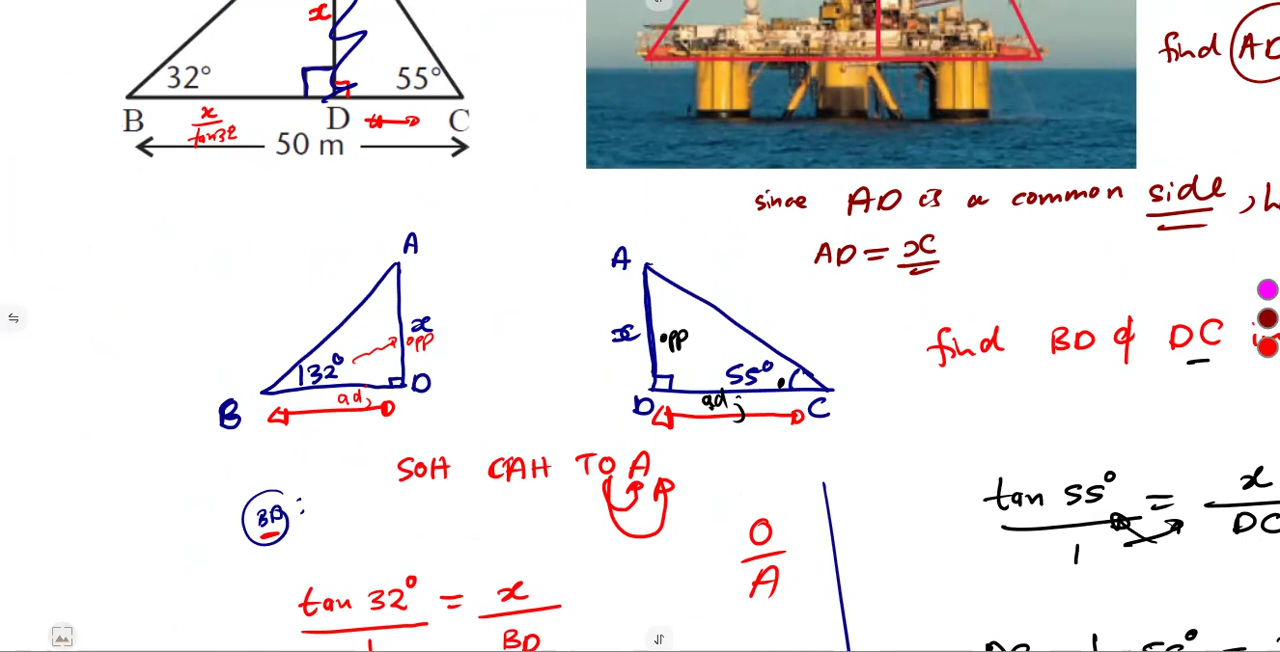 x
32°
55°
B
D
C
x
tan32
50 m
find AD
since AD is a common side,
AD = x
A
x
opp
32°
adj
B
D
A
x
opp
55°
adj
D
C
find BD & DC
SOH CAH TOA
BD:
O
A
tan 32° = x
1
BD
tan 55° = x
1
DC